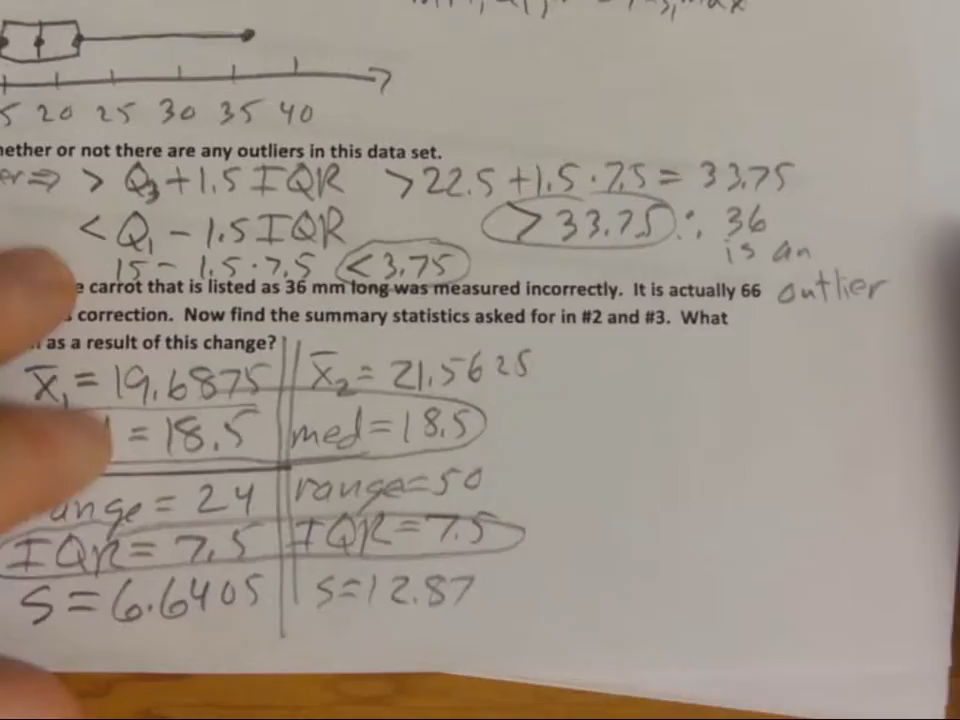 5 20 25 30 35 40
hether or not there are any outliers in this data set.
er⇒ > Q3 + 1.5 IQR > 22.5 + 1.5 · 7.5 = 33.75
< Q1 - 1.5 IQR > 33.75 ∴ 36
is an
15 - 1.5 · 7.5 < 3.75
e carrot that is listed as 36 mm long was measured incorrectly. It is actually 66 outlier
correction. Now find the summary statistics asked for in #2 and #3. What
as a result of this change?
x̄1 = 19.6875 x̄2 = 21.5625
= 18.5 med = 18.5
ange = 24 range = 50
IQR = 7.5 IQR = 7.5
S = 6.6405 S = 12.87